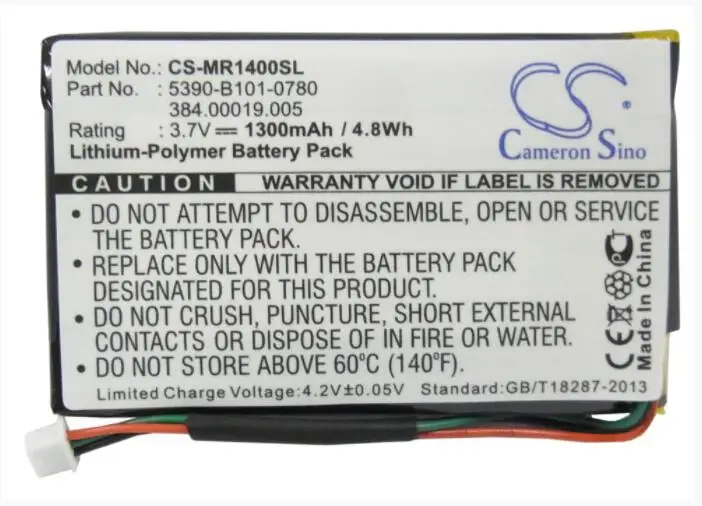 Model No.: CS-MR1400SL
Part No. : 5390-B101-0780
384.00019.005
Rating : 3.7V 1300mAh / 4.8Wh
Lithium-Polymer Battery Pack
CS
Cameron Sino
CAUTION WARRANTY VOID IF LABEL IS REMOVED
• DO NOT ATTEMPT TO DISASSEMBLE, OPEN OR SERVICE
THE BATTERY PACK.
• REPLACE ONLY WITH THE BATTERY PACK
DESIGNATED FOR THIS PRODUCT.
• DO NOT CRUSH, PUNCTURE, SHORT EXTERNAL
CONTACTS OR DISPOSE OF IN FIRE OR WATER.
• DO NOT STORE ABOVE 60°C (140°F).
Limited Charge Voltage:4.2V±0.05V Standard:GB/T18287-2013
CE
PCT
Made In China